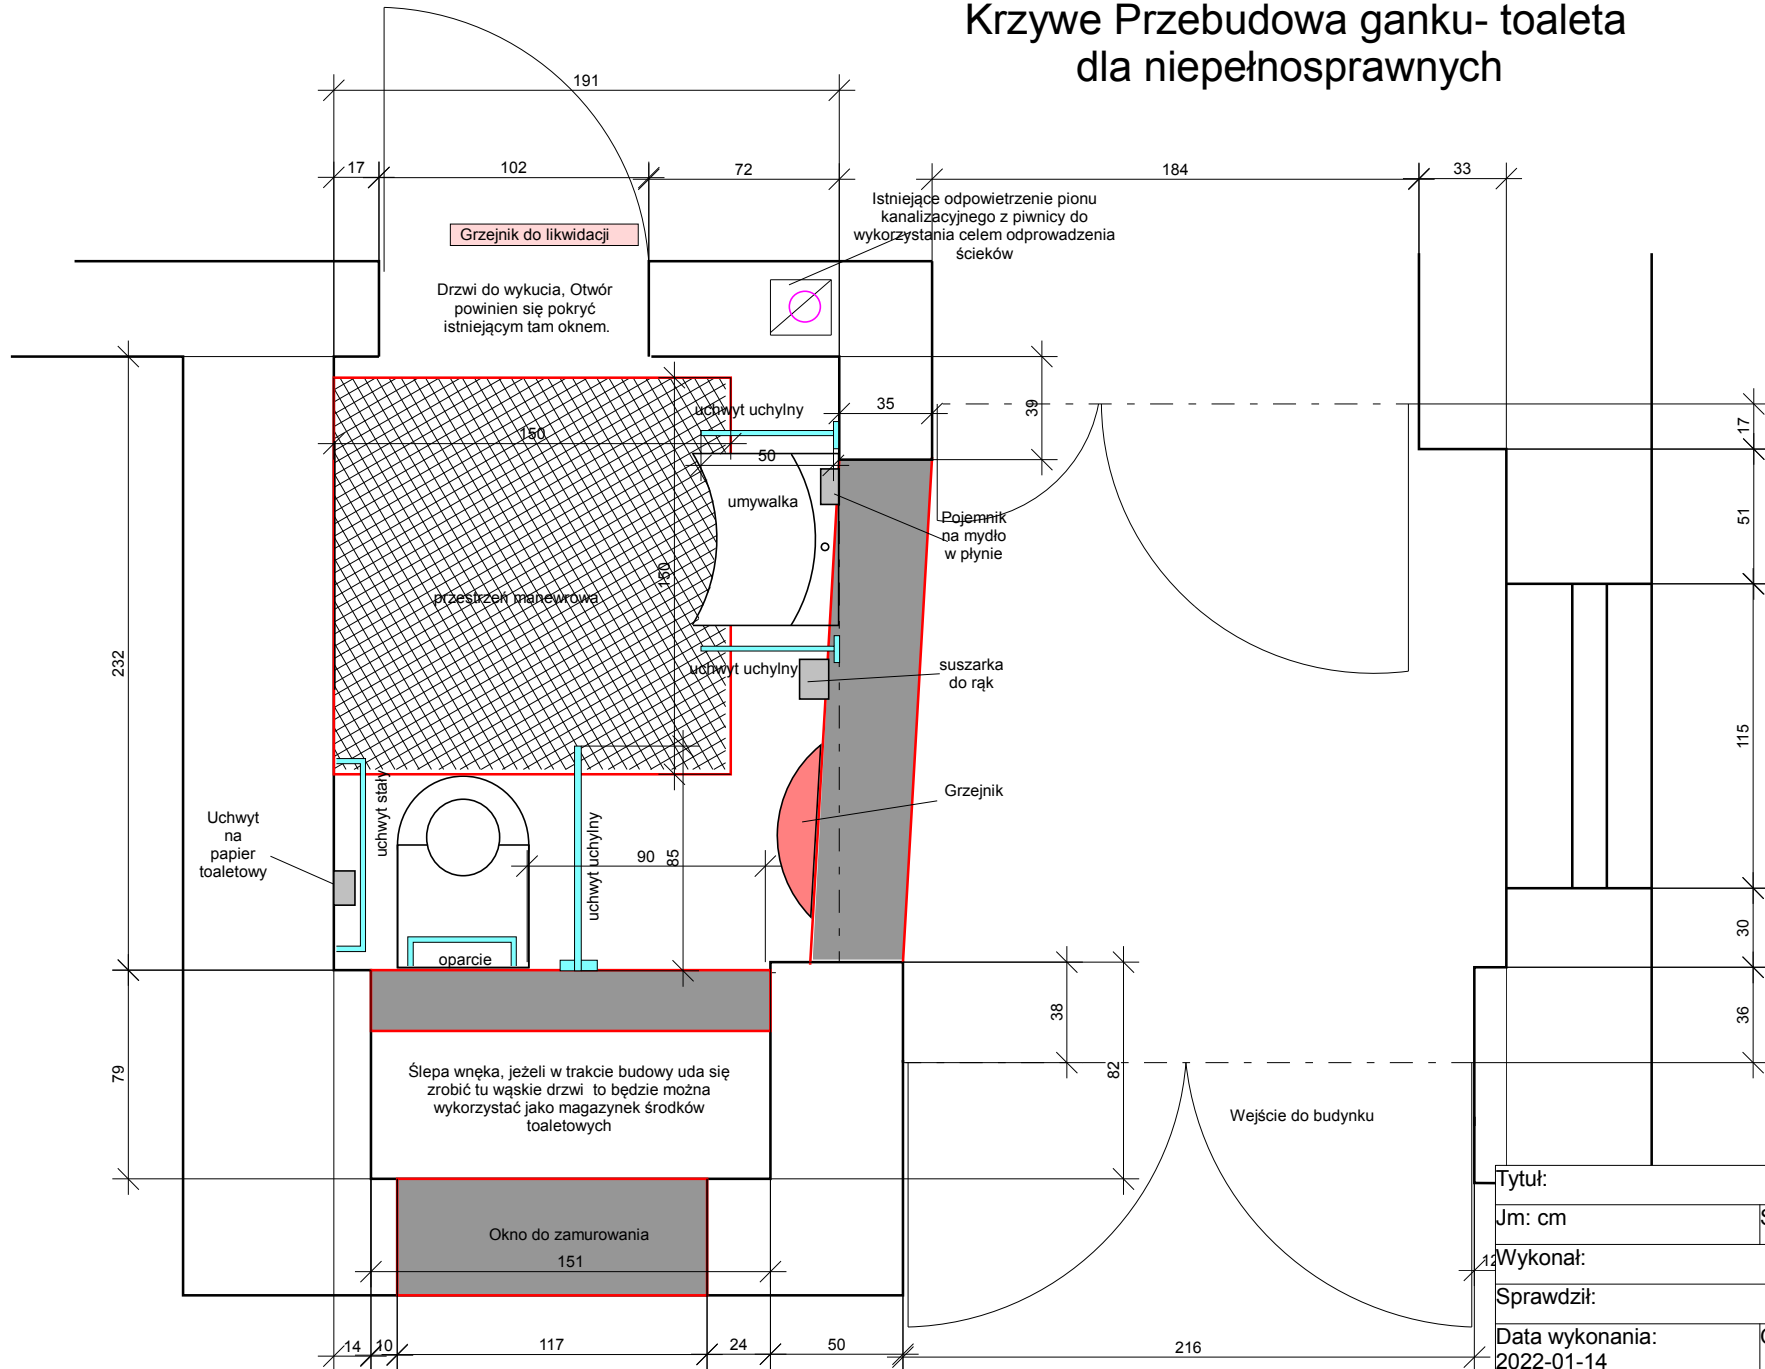 Krzywe Przebudowa ganku- toaleta
dla niepełnosprawnych
191
17
102
72
184
33
Istniejące odpowietrzenie pionu
kanalizacyjnego z piwnicy do
wykorzystania celem odprowadzenia
ścieków
Grzejnik do likwidacji
Drzwi do wykucia, Otwór
powinien się pokryć
istniejącym tam oknem.
uchwyt uchylny
35
39
17
150
50
umywalka
Pojemnik
na mydło
w płynie
51
150
przestrzeń manewrowa
232
uchwyt uchylny
suszarka
do rąk
115
Grzejnik
uchwyt stały
Uchwyt
na
papier
toaletowy
uchwyt uchylny
90
85
30
oparcie
38
36
79
82
Ślepa wnęka, jeżeli w trakcie budowy uda się
zrobić tu wąskie drzwi to będzie można
wykorzystać jako magazynek środków
toaletowych
Wejście do budynku
Okno do zamurowania
151
12
14
10
117
24
50
216
Tytuł:
Jm: cm
Wykonał:
Sprawdził:
Data wykonania:
2022-01-14